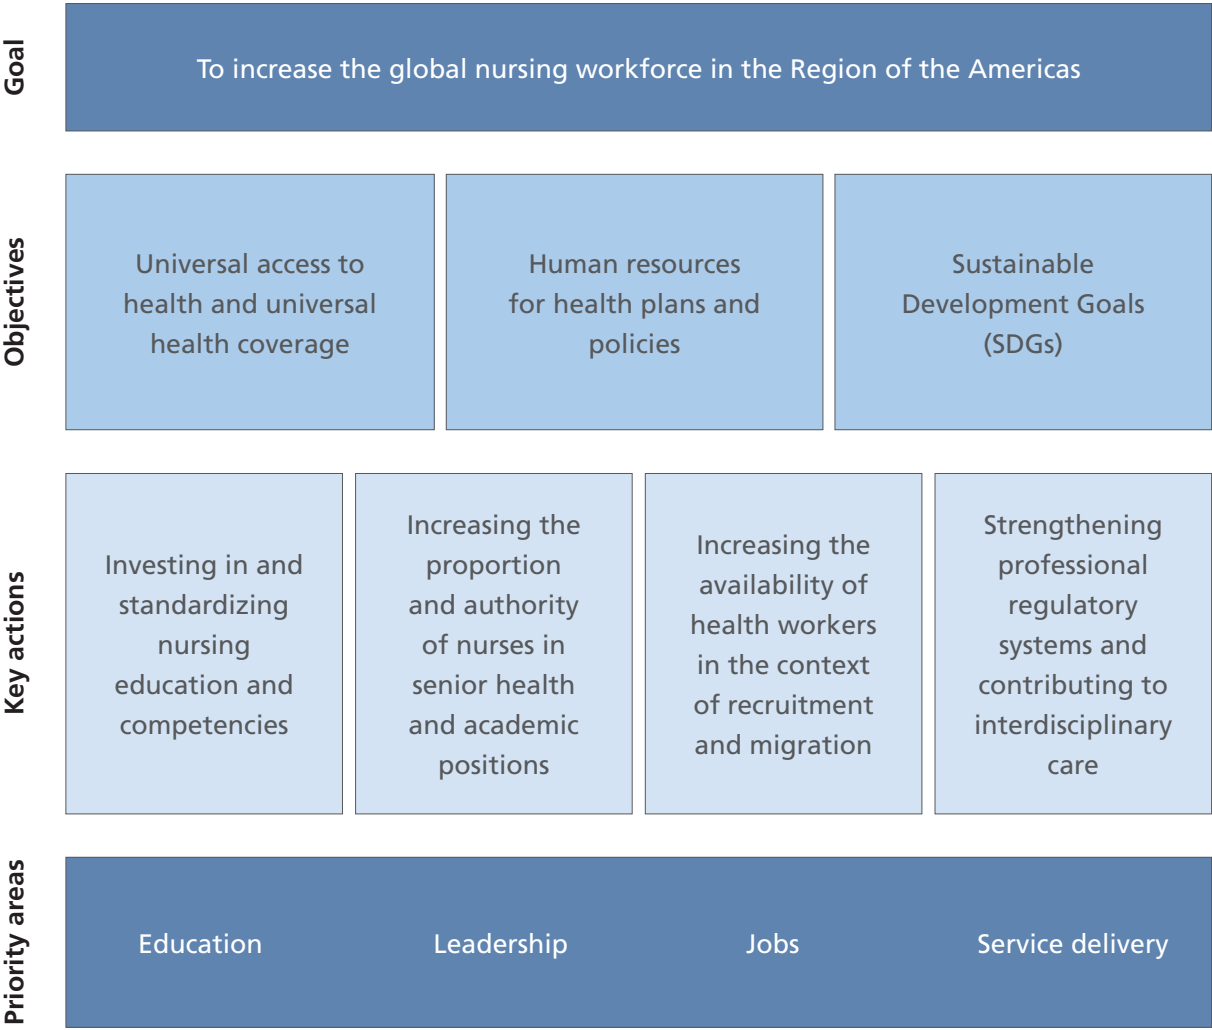 Goal
To increase the global nursing workforce in the Region of the Americas
Objectives
Universal access to
health and universal
health coverage
Human resources
for health plans and
policies
Sustainable
Development Goals
(SDGs)
Key actions
Investing in and
standardizing
nursing
education and
competencies
Increasing the
proportion
and authority
of nurses in
senior health
and academic
positions
Increasing the
availability of
health workers
in the context
of recruitment
and migration
Strengthening
professional
regulatory
systems and
contributing to
interdisciplinary
care
Priority areas
Education
Leadership
Jobs
Service delivery